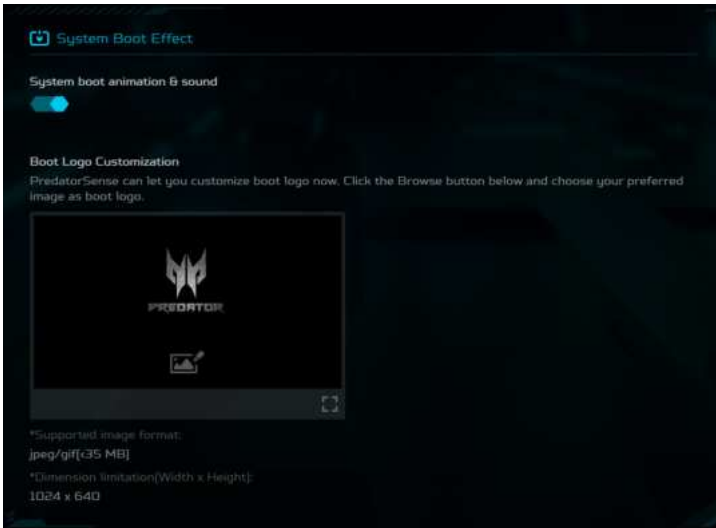 System Boot Effect
System boot animation & sound
Boot Logo Customization
PredatorSense can let you customize boot logo now. Click the Browse button below and choose your preferred
image as boot logo.
PREDATOR
*Supported image format:
jpeg/gif[<35 MB]
*Dimension limitation(Width x Height):
1024 x 640